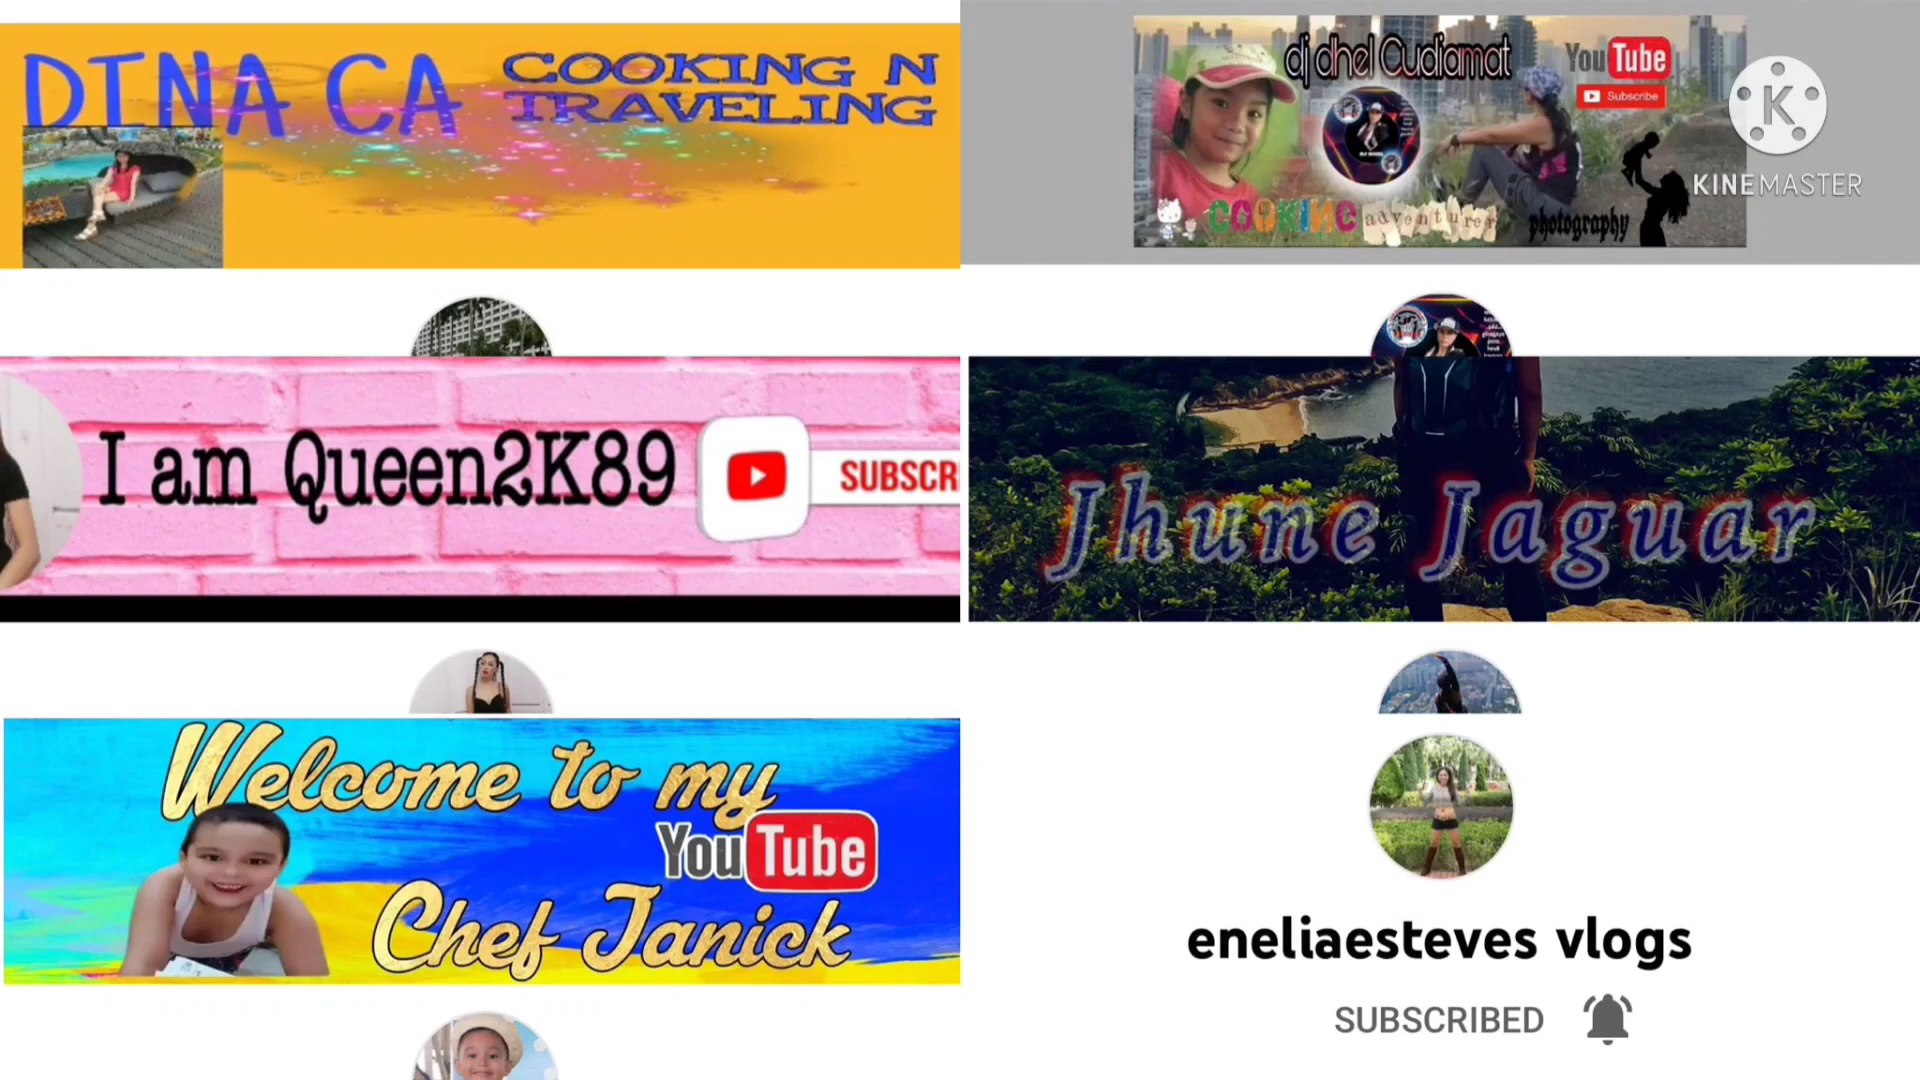 DINA CA
COOKING N
TRAVELING
dj dhel Cudiamat
YouTube
Subscribe
COOKING adventurer photography
KINEMASTER
I am Queen2K89
SUBSCR
Jhune Jaguar
Welcome to my
YouTube
Chef Janick
eneliaesteves vlogs
SUBSCRIBED